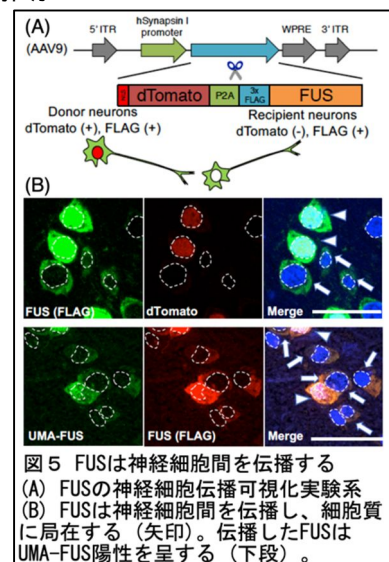 (A)
5' ITR
hSynapsin I
promoter
WPRE
3' ITR
(AAV9)
dTomato
P2A
3x
FLAG
FUS
Donor neurons
dTomato (+), FLAG (+)
Recipient neurons
dTomato (-), FLAG (+)
(B)
FUS (FLAG)
dTomato
Merge
UMA-FUS
FUS (FLAG)
Merge
図5 FUSは神経細胞間を伝播する
(A) FUSの神経細胞伝播可視化実験系
(B) FUSは神経細胞間を伝播し、細胞質
に局在する(矢印)。伝播したFUSは
UMA-FUS陽性を呈する(下段)。